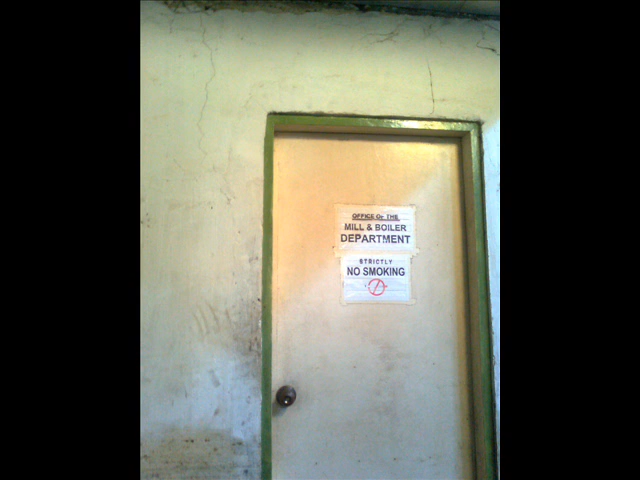 OFFICE OF THE
MILL & BOILER
DEPARTMENT
STRICTLY
NO SMOKING